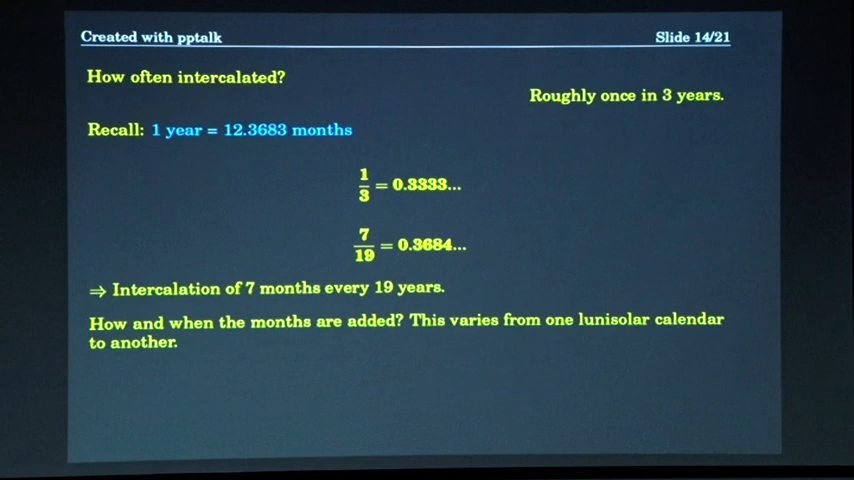 Created with pptalk
Slide 14/21
How often intercalated?
Roughly once in 3 years.
Recall: 1 year = 12.3683 months
1/3 = 0.3333...
7/19 = 0.3684...
⇒ Intercalation of 7 months every 19 years.
How and when the months are added? This varies from one lunisolar calendar
to another.